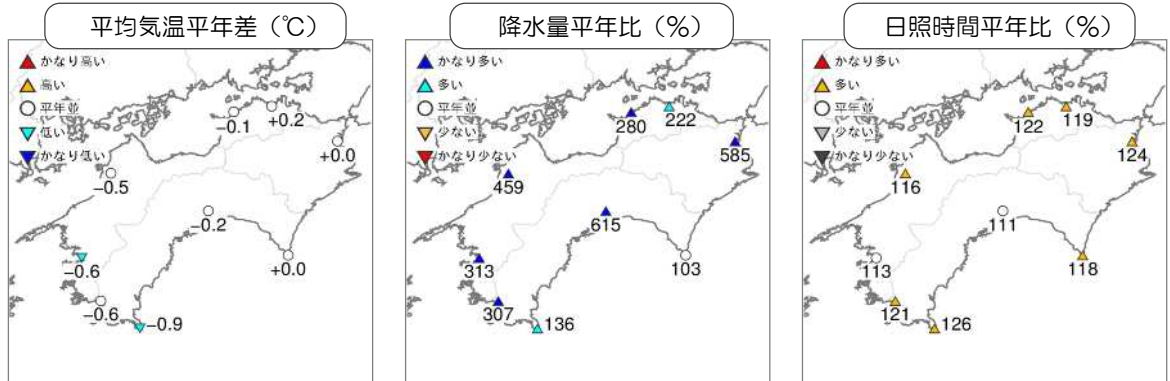 平均気温平年差（℃）
かなり高い
高い
平年並
低い
かなり低い
−0.1
+0.2
+0.0
−0.5
−0.2
+0.0
−0.6
−0.6
−0.9
降水量平年比（%）
かなり多い
多い
平年並
少ない
かなり少ない
280
222
585
459
615
103
313
307
136
日照時間平年比（%）
かなり多い
多い
平年並
少ない
かなり少ない
122
119
124
116
111
118
113
121
126